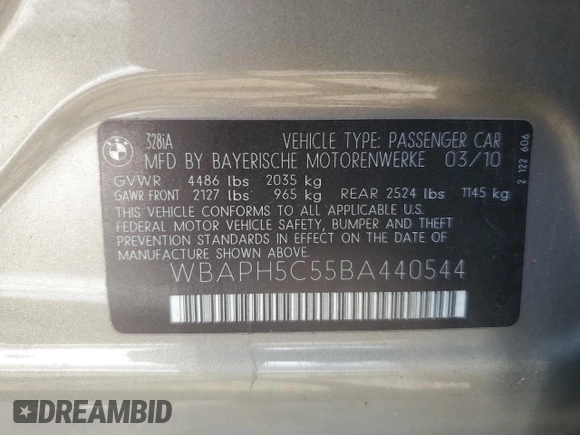 BMW
328iA
VEHICLE TYPE: PASSENGER CAR
MFD BY BAYERISCHE MOTORENWERKE 03/10
GVWR 4486 lbs 2035 kg
GAWR FRONT 2127 lbs 965 kg REAR 2524 lbs 1145 kg
THIS VEHICLE CONFORMS TO ALL APPLICABLE U.S.
FEDERAL MOTOR VEHICLE SAFETY, BUMPER AND THEFT
PREVENTION STANDARDS IN EFFECT ON THE DATE OF
MANUFACTURE SHOWN ABOVE.
WBAPH5C55BA440544
2 122 606
DREAMBID